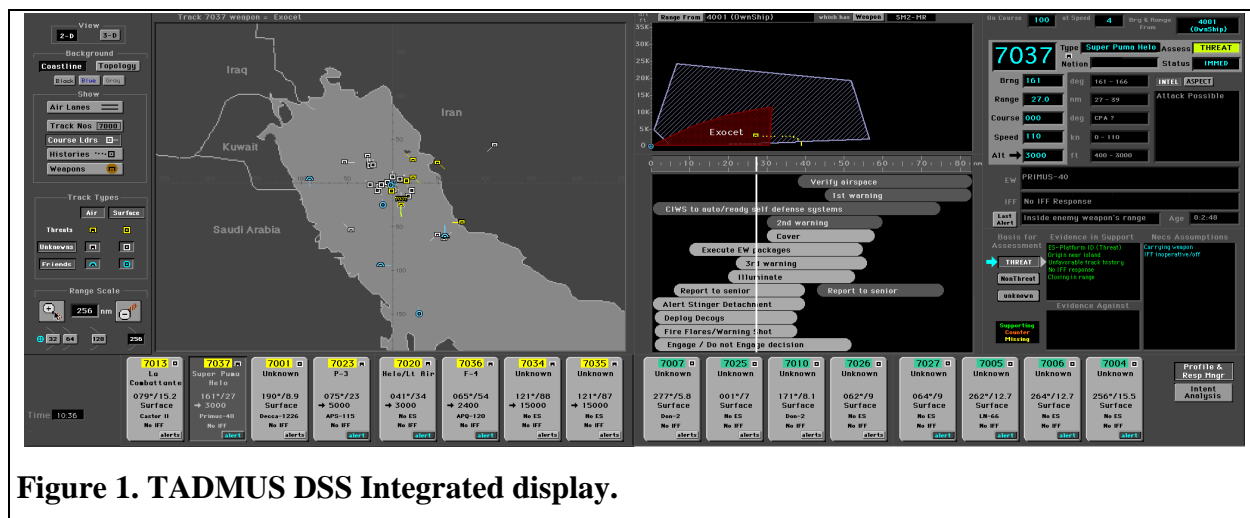 View
2-D 3-D
Background
Coastline Topology
Black Blue Gray
Show
Air Lanes
Track Nos 7000
Course Ldrs
Histories
Weapons
Track Types
Air Surface
Threats
Unknowns
Friends
Range Scale
256 nm
32 64 128 256
Time 10:36
Track 7037 weapon = Exocet
Iraq
Iran
Kuwait
Saudi Arabia
Range From 4001 (OwnShip) which has Weapon SM2-MR
35K
30K
25K
20K
15K
10K
5K
Exocet
0 10 20 30 40 50 60 70 80
Verify airspace
1st warning
CIWS to auto/ready self defense systems
2nd warning
Cover
Execute EW packages
3rd warning
Illuminate
Report to senior Report to senior
Alert Stinger Detachment
Deploy Decoys
Fire Flares/Warning Shot
Engage / Do not Engage decision
On Course 100 at Speed 4 Brg & Range From 4001 (OwnShip)
7037 Type Super Puma Helo Assess THREAT
Nation Status IMMED
Brng 161 deg 161 - 166 INTEL ASPECT
Range 27.0 nm 27 - 39 Attack Possible
Course 000 deg CPA ?
Speed 110 kn 0 - 110
Alt 3000 ft 400 - 3000
EW PRIMUS-40
IFF No IFF Response
Last Alert Inside enemy weapon's range Age 0:2:48
Basis for Assessment Evidence in Support Necs Assumptions
THREAT
NonThreat
unknown
ES-Platform ID (Threat)
Origin near island
Unfavorable track history
No IFF response
Closing in range
Carrying weapon
IFF inoperative/off
Evidence Against
Supporting
Counter
Missing
7013 7037 7001 7023 7020 7036 7034 7035 7007 7025 7010 7026 7027 7005 7006 7004
La Combattante Super Puma Helo Unknown P-3 Helo/Lt Air F-4 Unknown Unknown Unknown Unknown Unknown Unknown Unknown Unknown Unknown Unknown
079°/15.2 161°/27 190°/8.9 075°/23 041°/34 065°/54 121°/88 121°/87 277°/5.8 001°/7 171°/8.1 062°/9 064°/9 262°/12.7 264°/12.7 256°/15.5
Surface → 3000 Surface → 5000 → 3000 2400 → 15000 → 15000 Surface Surface Surface Surface Surface Surface Surface Surface
Castor II Primus-40 Decca-1226 APS-115 No ES APQ-120 No ES No ES Don-2 No ES Don-2 No ES No ES LN-66 No ES No ES
No IFF No IFF No IFF No IFF No IFF No IFF No IFF No IFF No IFF No IFF No IFF No IFF No IFF No IFF No IFF No IFF
alerts alert alerts alert alert alert alerts alerts alerts alerts alerts alerts alert alert alert alert
Profile & Resp Mngr
Intent Analysis
Figure 1. TADMUS DSS Integrated display.